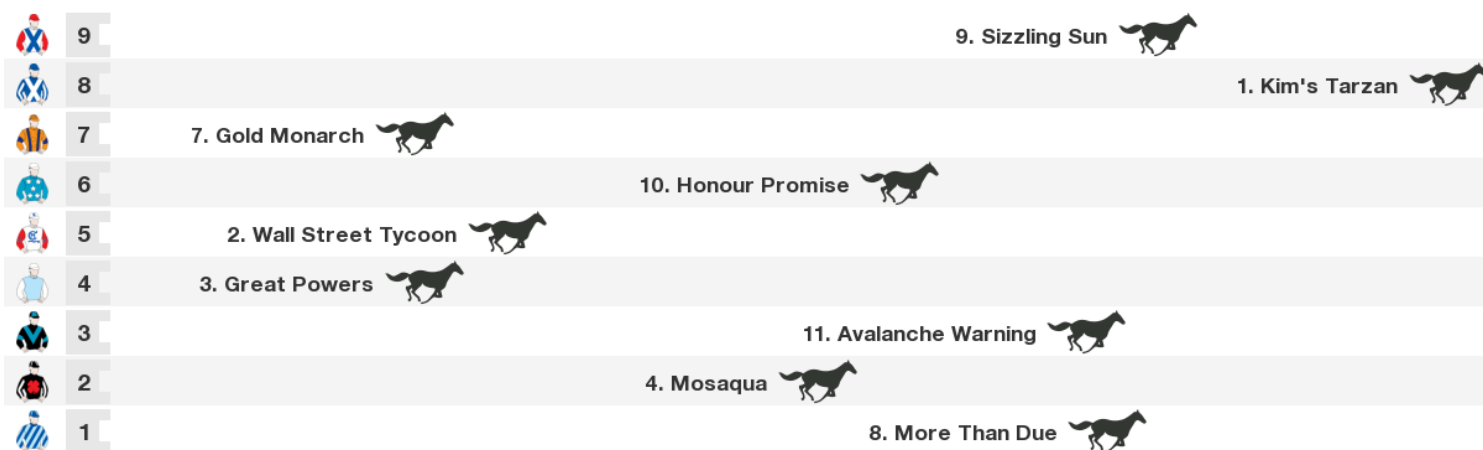 9 9. Sizzling Sun
8 1. Kim's Tarzan
7 7. Gold Monarch
6 10. Honour Promise
5 2. Wall Street Tycoon
4 3. Great Powers
3 11. Avalanche Warning
2 4. Mosaqua
1 8. More Than Due